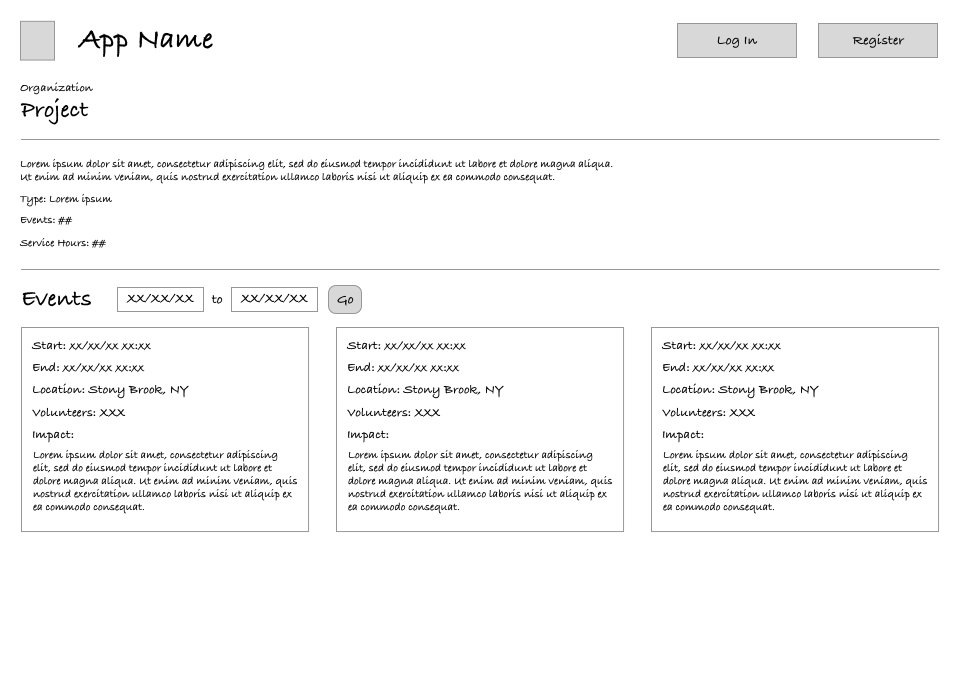 App Name
Log In
Register
Organization
Project
Lorem ipsum dolor sit amet, consectetur adipiscing elit, sed do eiusmod tempor incididunt ut labore et dolore magna aliqua.
Ut enim ad minim veniam, quis nostrud exercitation ullamco laboris nisi ut aliquip ex ea commodo consequat.
Type: Lorem ipsum
Events: ##
Service Hours: ##
Events
XX/XX/XX
to
XX/XX/XX
Go
Start: xx/xx/xx xx:xx
End: xx/xx/xx xx:xx
Location: Stony Brook, NY
Volunteers: XXX
Impact:
Lorem ipsum dolor sit amet, consectetur adipiscing
elit, sed do eiusmod tempor incididunt ut labore et
dolore magna aliqua. Ut enim ad minim veniam, quis
nostrud exercitation ullamco laboris nisi ut aliquip ex
ea commodo consequat.
Start: xx/xx/xx xx:xx
End: xx/xx/xx xx:xx
Location: Stony Brook, NY
Volunteers: XXX
Impact:
Lorem ipsum dolor sit amet, consectetur adipiscing
elit, sed do eiusmod tempor incididunt ut labore et
dolore magna aliqua. Ut enim ad minim veniam, quis
nostrud exercitation ullamco laboris nisi ut aliquip ex
ea commodo consequat.
Start: xx/xx/xx xx:xx
End: xx/xx/xx xx:xx
Location: Stony Brook, NY
Volunteers: XXX
Impact:
Lorem ipsum dolor sit amet, consectetur adipiscing
elit, sed do eiusmod tempor incididunt ut labore et
dolore magna aliqua. Ut enim ad minim veniam, quis
nostrud exercitation ullamco laboris nisi ut aliquip ex
ea commodo consequat.